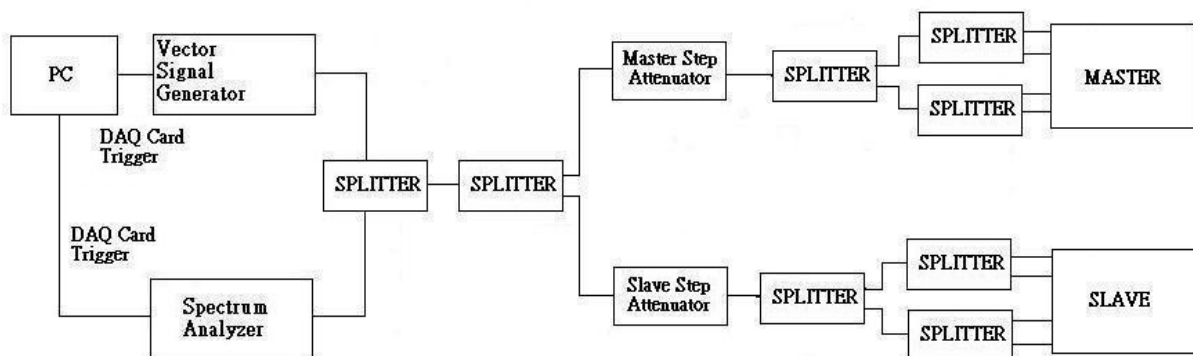 PC
Vector
Signal
Generator
DAQ Card
Trigger
DAQ Card
Trigger
Spectrum
Analyzer
SPLITTER
SPLITTER
Master Step
Attenuator
SPLITTER
SPLITTER
SPLITTER
MASTER
Slave Step
Attenuator
SPLITTER
SPLITTER
SPLITTER
SLAVE